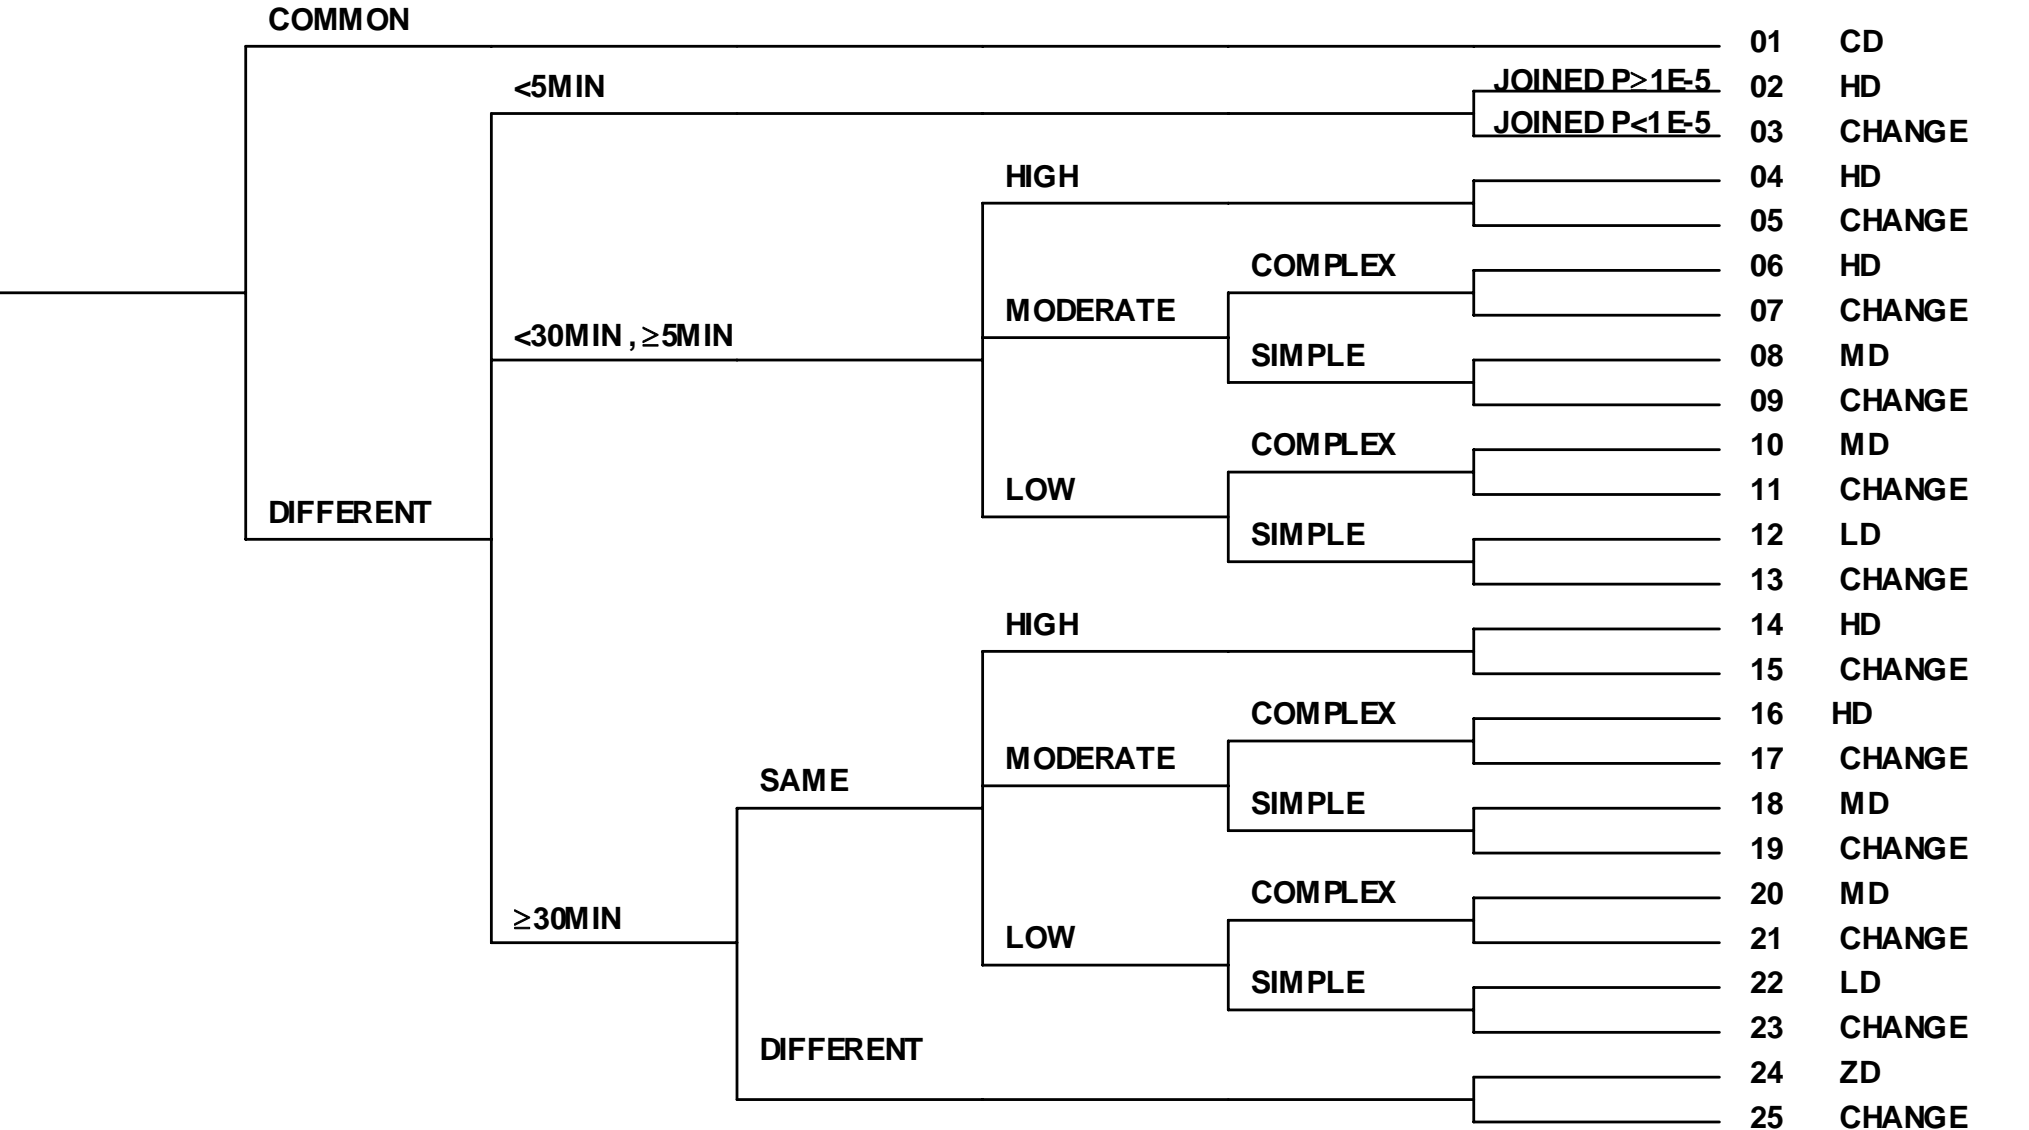 COMMON
01 CD
<5MIN
JOINED P≥1E-5 02 HD
JOINED P<1E-5 03 CHANGE
HIGH 04 HD
05 CHANGE
COMPLEX 06 HD
MODERATE 07 CHANGE
<30MIN , ≥5MIN
SIMPLE 08 MD
09 CHANGE
COMPLEX 10 MD
LOW 11 CHANGE
DIFFERENT
SIMPLE 12 LD
13 CHANGE
HIGH 14 HD
15 CHANGE
COMPLEX 16 HD
MODERATE 17 CHANGE
SAME
SIMPLE 18 MD
19 CHANGE
COMPLEX 20 MD
≥30MIN
LOW 21 CHANGE
SIMPLE 22 LD
23 CHANGE
DIFFERENT
24 ZD
25 CHANGE